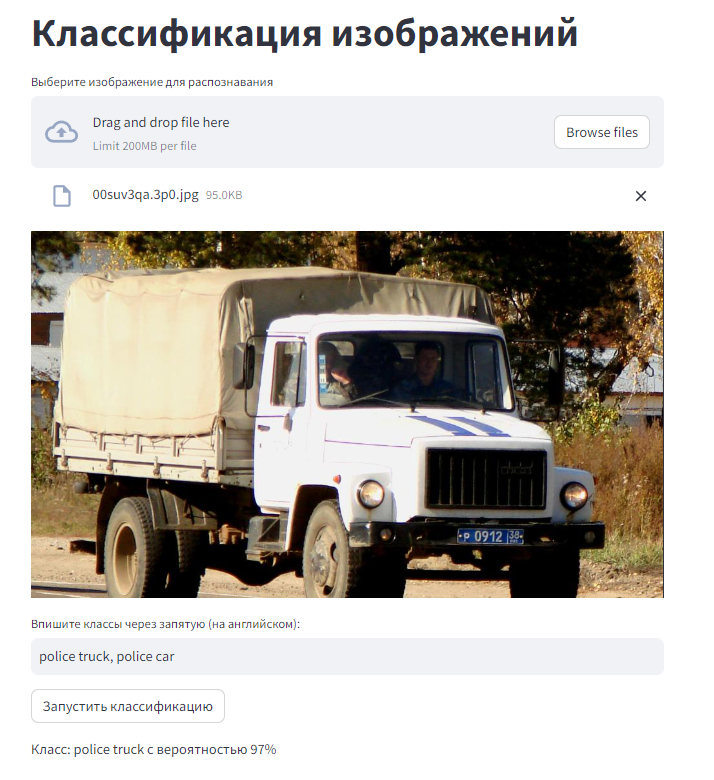 Классификация изображений
Выберите изображение для распознавания
Drag and drop file here
Limit 200MB per file
Browse files
00suv3qa.3p0.jpg 95.0KB
Р 0912 38
Впишите классы через запятую (на английском):
police truck, police car
Запустить классификацию
Класс: police truck с вероятностью 97%